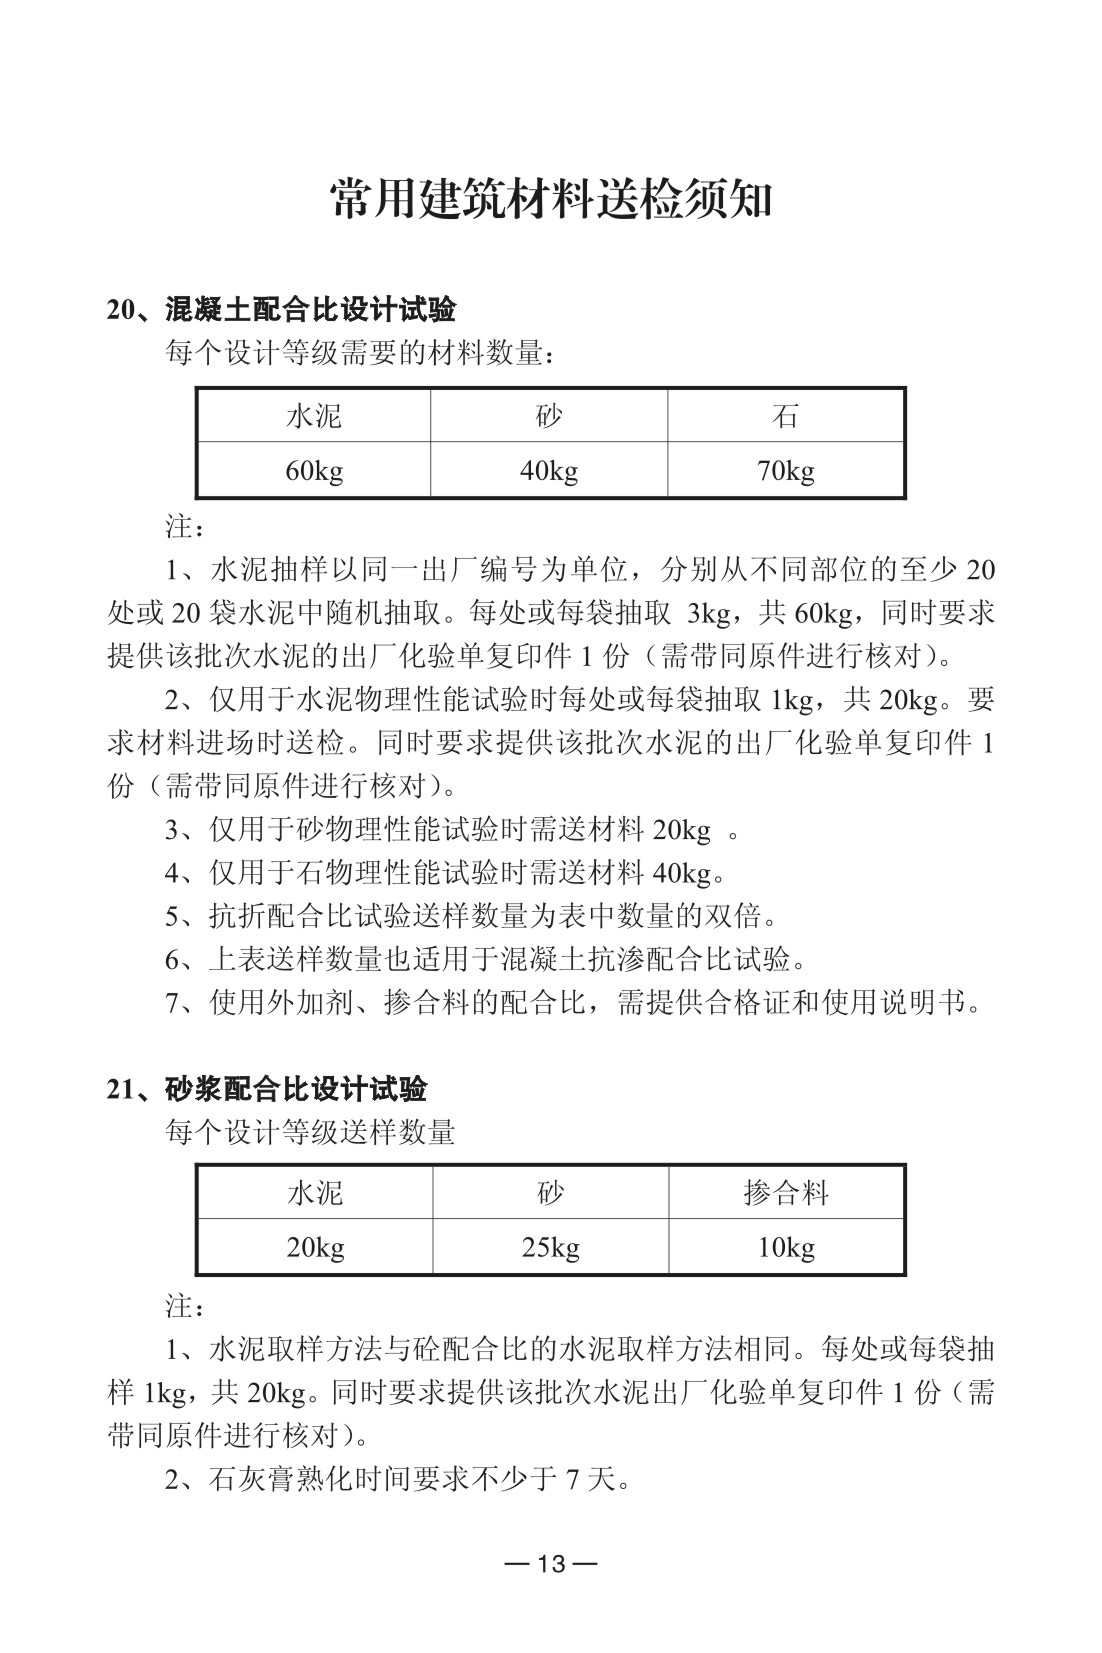 常用建筑材料送检须知
20、混凝土配合比设计试验
每个设计等级需要的材料数量：
水泥 砂 石
60kg 40kg 70kg
注：
1、水泥抽样以同一出厂编号为单位，分别从不同部位的至少 20
处或 20 袋水泥中随机抽取。每处或每袋抽取 3kg，共 60kg，同时要求
提供该批次水泥的出厂化验单复印件 1 份（需带同原件进行核对）。
2、仅用于水泥物理性能试验时每处或每袋抽取 1kg，共 20kg。要
求材料进场时送检。同时要求提供该批次水泥的出厂化验单复印件 1
份（需带同原件进行核对）。
3、仅用于砂物理性能试验时需送材料 20kg 。
4、仅用于石物理性能试验时需送材料 40kg。
5、抗折配合比试验送样数量为表中数量的双倍。
6、上表送样数量也适用于混凝土抗渗配合比试验。
7、使用外加剂、掺合料的配合比，需提供合格证和使用说明书。
21、砂浆配合比设计试验
每个设计等级送样数量
水泥 砂 掺合料
20kg 25kg 10kg
注：
1、水泥取样方法与砼配合比的水泥取样方法相同。每处或每袋抽
样 1kg，共 20kg。同时要求提供该批次水泥出厂化验单复印件 1 份（需
带同原件进行核对）。
2、石灰膏熟化时间要求不少于 7 天。
— 13 —